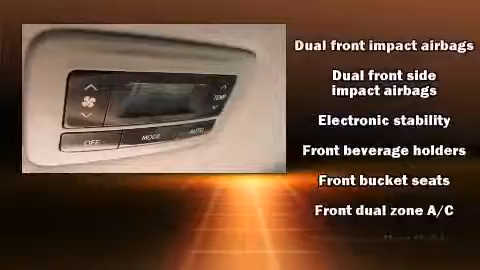 TEMP
OFF
MODE
AUTO
Dual front impact airbags
Dual front side
impact airbags
Electronic stability
Front beverage holders
Front bucket seats
Front dual zone A/C